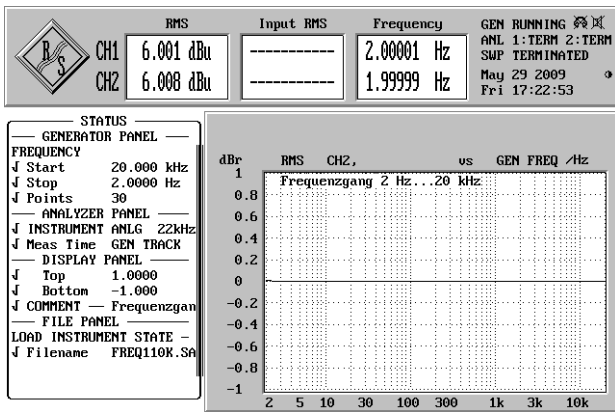 RMS Input RMS Frequency
R S
CH1 6.001 dBu ----------- 2.00001 Hz
CH2 6.008 dBu ----------- 1.99999 Hz
GEN RUNNING
ANL 1:TERM 2:TERM
SWP TERMINATED
May 29 2009
Fri 17:22:53
STATUS
GENERATOR PANEL
FREQUENCY
Start 20.000 kHz
Stop 2.0000 Hz
Points 30
ANALYZER PANEL
INSTRUMENT ANLG 22kHz
Meas Time GEN TRACK
DISPLAY PANEL
Top 1.0000
Bottom -1.000
COMMENT — Frequenzgan
FILE PANEL
LOAD INSTRUMENT STATE -
Filename FREQ110K.SA
dBr RMS CH2, vs GEN FREQ /Hz
Frequenzgang 2 Hz...20 kHz
1
0.8
0.6
0.4
0.2
0
-0.2
-0.4
-0.6
-0.8
-1
2 5 10 30 100 300 1k 3k 10k